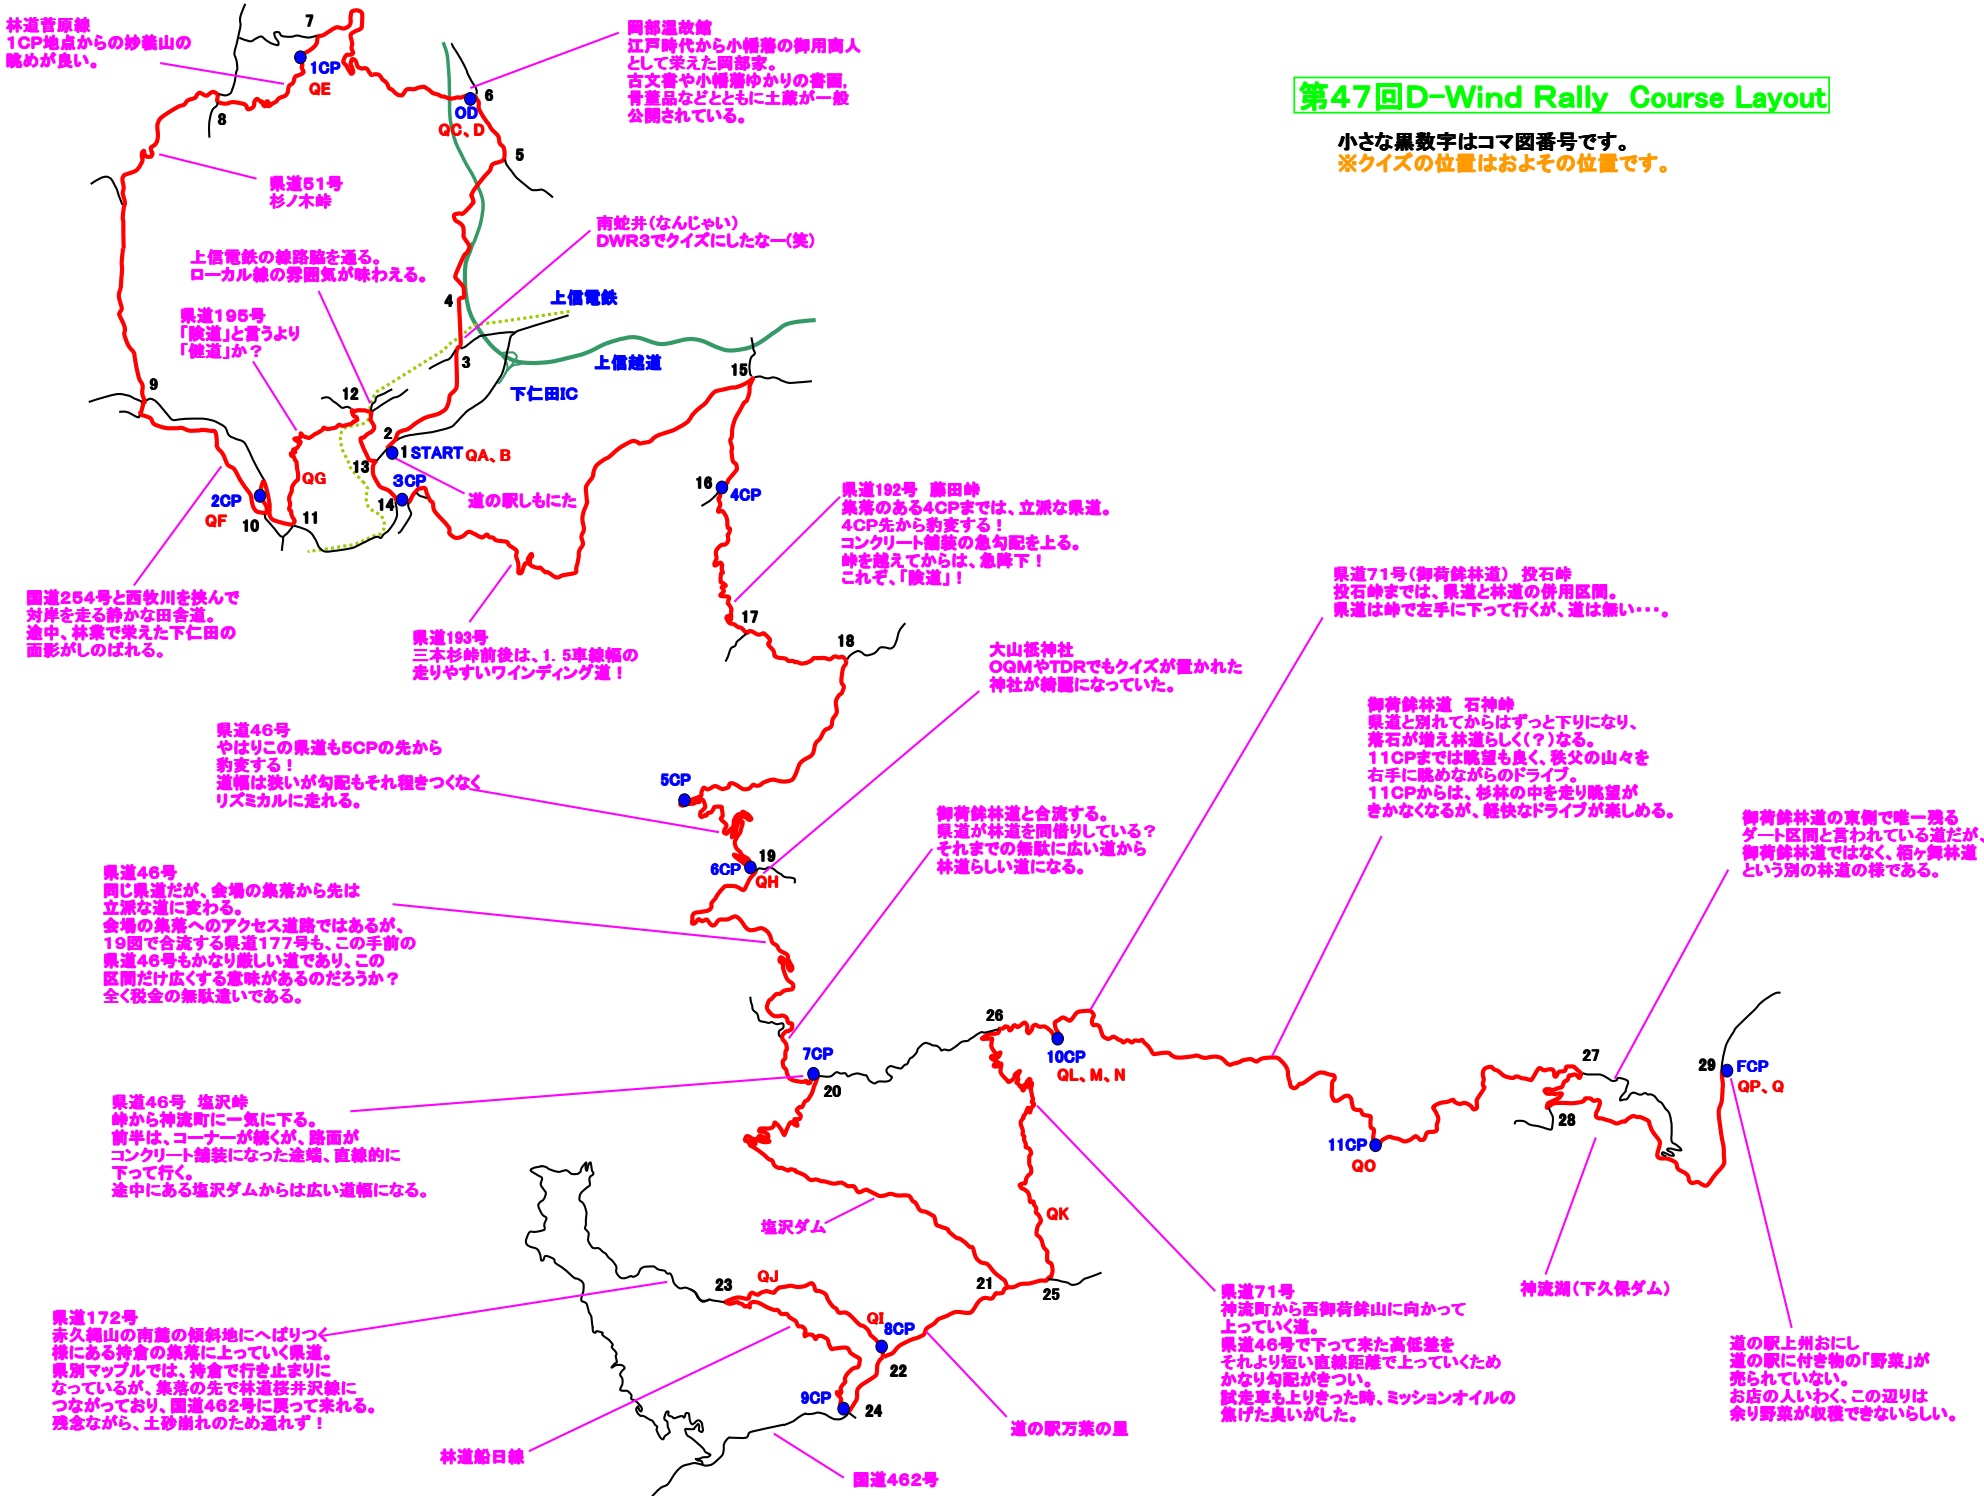 第47回D-Wind Rally Course Layout
小さな黒数字はコマ図番号です。
※クイズの位置はおよその位置です。
林道菅原線
1CP地点からの妙義山の
眺めが良い。
7
1CP
QE
8
岡部温故館
江戸時代から小幡藩の御用商人
として栄えた岡部家。
古文書や小幡藩ゆかりの書画,
骨董品などとともに土蔵が一般
公開されている。
6
OD
QC、D
5
県道51号
杉ノ木峠
南蛇井(なんじゃい)
DWR3でクイズにしたなー(笑)
上信電鉄の線路脇を通る。
ローカル線の雰囲気が味わえる。
4
上信電鉄
県道195号
「険道」と言うより
「健道」か?
3
上信越道
下仁田IC
15
9
12
2
1
START
QA、B
13
3CP
道の駅しもにた
14
QG
2CP
QF
10
11
16
4CP
県道192号 藤田峠
集落のある4CPまでは、立派な県道。
4CP先から豹変する!
コンクリート舗装の急勾配を上る。
峠を越えてからは、急降下!
これぞ、「険道」!
国道254号と西牧川を挟んで
対岸を走る静かな田舎道。
途中、林業で栄えた下仁田の
面影がしのばれる。
県道193号
三本杉峠前後は、1.5車線幅の
走りやすいワインディング道!
17
18
県道71号(御荷鉾林道) 投石峠
投石峠までは、県道と林道の併用区間。
県道は峠で左手に下って行くが、道は無い・・・。
大山祗神社
OQMやTDRでもクイズが置かれた
神社が綺麗になっていた。
御荷鉾林道 石神峠
県道と別れてからはずっと下りになり、
落石が増え林道らしく(?)なる。
11CPまでは眺望も良く、秩父の山々を
右手に眺めながらのドライブ。
11CPからは、杉林の中を走り眺望が
きかなくなるが、軽快なドライブが楽しめる。
県道46号
やはりこの県道も5CPの先から
豹変する!
道幅は狭いが勾配もそれ程きつくなく
リズミカルに走れる。
5CP
御荷鉾林道と合流する。
県道が林道を間借りしている?
それまでの無駄に広い道から
林道らしい道になる。
御荷鉾林道の東側で唯一残る
ダート区間と言われている道だが、
御荷鉾林道ではなく、栢ヶ舞林道
という別の林道の様である。
19
6CP
QH
県道46号
同じ県道だが、会場の集落から先は
立派な道に変わる。
会場の集落へのアクセス道路ではあるが、
19図で合流する県道177号も、この手前の
県道46号もかなり厳しい道であり、この
区間だけ広くする意味があるのだろうか?
全く税金の無駄遣いである。
7CP
20
26
10CP
QL、M、N
27
28
29
FCP
QP、Q
11CP
QO
県道46号 塩沢峠
峠から神流町に一気に下る。
前半は、コーナーが続くが、路面が
コンクリート舗装になった途端、直線的に
下って行く。
途中にある塩沢ダムからは広い道幅になる。
塩沢ダム
QK
21
25
23
QJ
QI
8CP
22
9CP
24
県道172号
赤久縄山の南麓の傾斜地にへばりつく
様にある持倉の集落に上っていく県道。
県別マップルでは、持倉で行き止まりに
なっているが、集落の先で林道桜井沢線に
つながっており、国道462号に戻って来れる。
残念ながら、土砂崩れのため通れず!
林道船日線
国道462号
道の駅万葉の里
県道71号
神流町から西御荷鉾山に向かって
上っていく道。
県道46号で下って来た高低差を
それより短い直線距離で上っていくため
かなり勾配がきつい。
試走車も上りきった時、ミッションオイルの
焦げた臭いがした。
神流湖(下久保ダム)
道の駅上州おにし
道の駅に付き物の「野菜」が
売られていない。
お店の人いわく、この辺りは
余り野菜が収穫できないらしい。